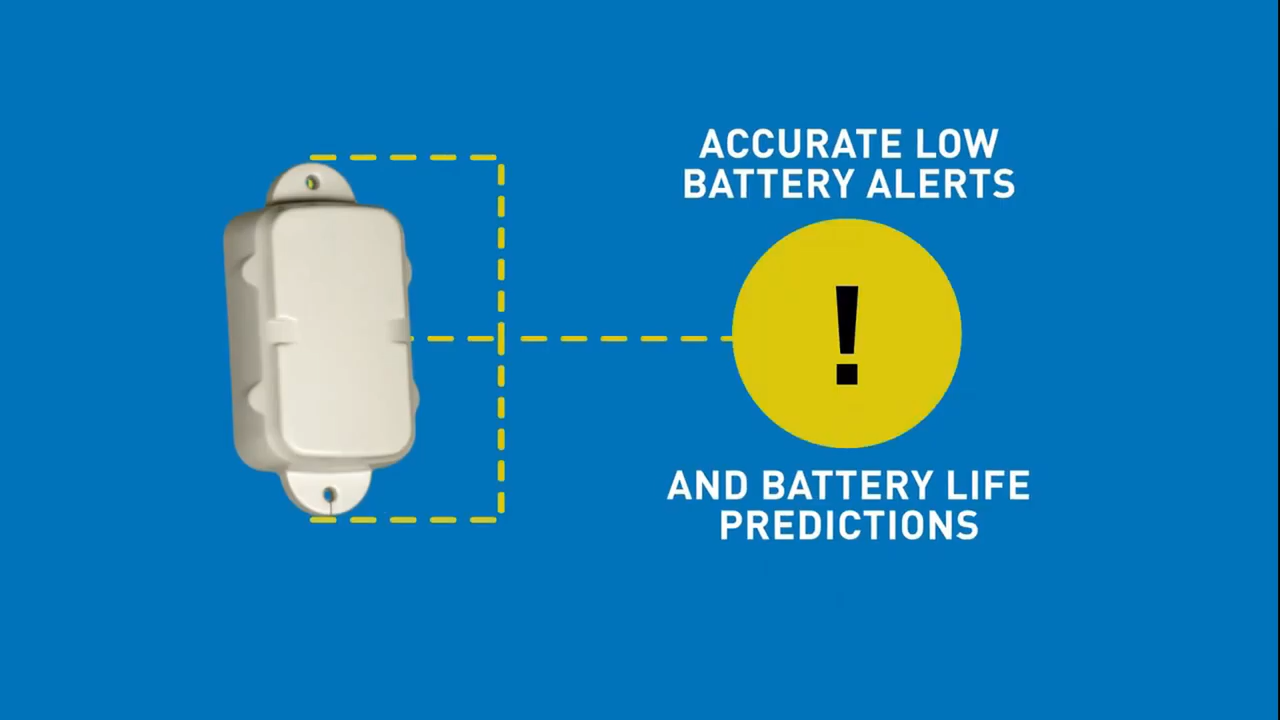 ACCURATE LOW
BATTERY ALERTS
!
AND BATTERY LIFE
PREDICTIONS